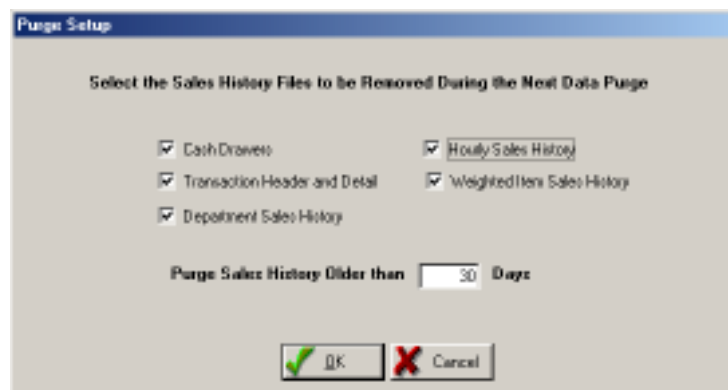 Purge Setup
Select the Sales History Files to be Removed During the Next Data Purge
Cash Drawers
Hourly Sales History
Transaction Header and Detail
Weighted Item Sales History
Department Sales History
Purge Sales History Older than 30 Days
OK
Cancel